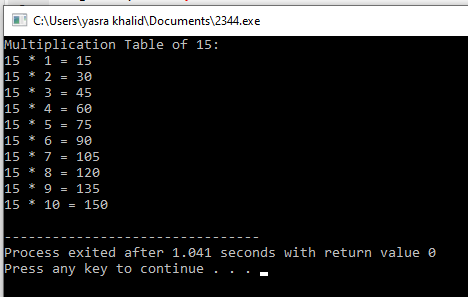 C:\Users\yasra khalid\Documents\2344.exe
Multiplication Table of 15:
15 * 1 = 15
15 * 2 = 30
15 * 3 = 45
15 * 4 = 60
15 * 5 = 75
15 * 6 = 90
15 * 7 = 105
15 * 8 = 120
15 * 9 = 135
15 * 10 = 150
--------------------------------
Process exited after 1.041 seconds with return value 0
Press any key to continue . . .